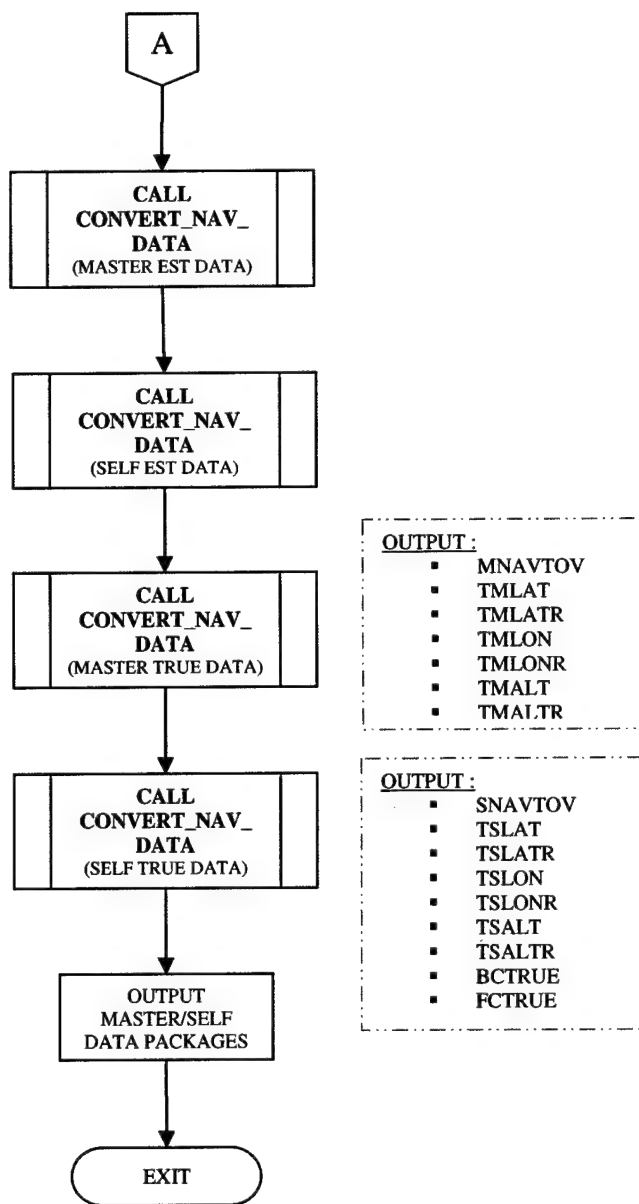 A
CALL
CONVERT_NAV_
DATA
(MASTER EST DATA)
CALL
CONVERT_NAV_
DATA
(SELF EST DATA)
CALL
CONVERT_NAV_
DATA
(MASTER TRUE DATA)
OUTPUT :
▪ MNAVTOV
▪ TMLAT
▪ TMLATR
▪ TMLON
▪ TMLONR
▪ TMALT
▪ TMALTR
CALL
CONVERT_NAV_
DATA
(SELF TRUE DATA)
OUTPUT :
▪ SNAVTOV
▪ TSLAT
▪ TSLATR
▪ TSLON
▪ TSLONR
▪ TSALT
▪ TSALTR
▪ BCTRUE
▪ FCTRUE
OUTPUT
MASTER/SELF
DATA PACKAGES
EXIT